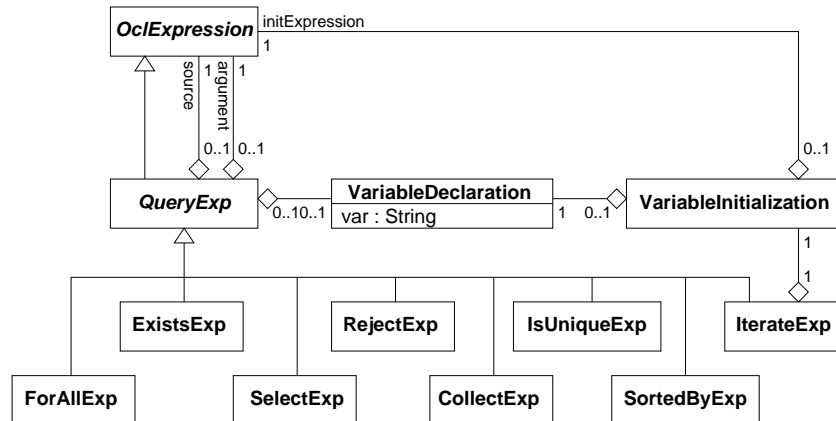 OclExpression
initExpression
1
source
1
argument
1
0..1
0..1
0..1
QueryExp
0..1
0..1
VariableDeclaration
var : String
1
0..1
VariableInitialization
1
1
ExistsExp
RejectExp
IsUniqueExp
IterateExp
ForAllExp
SelectExp
CollectExp
SortedByExp